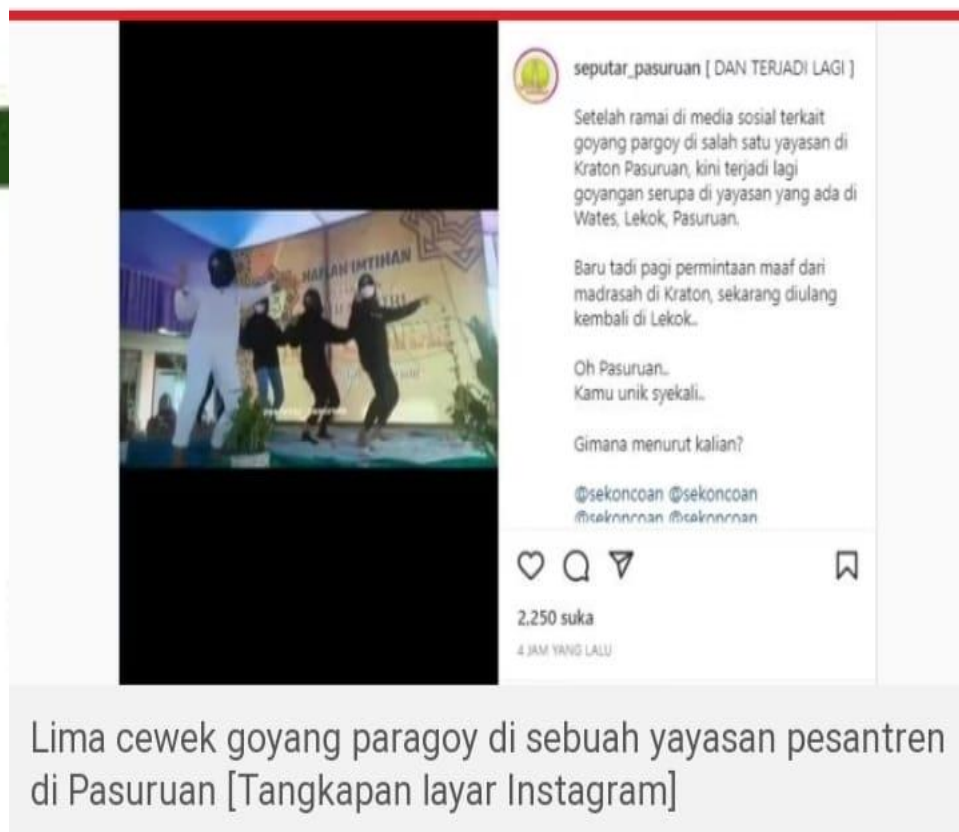 seputar_pasuruan [ DAN TERJADI LAGI ]
Setelah ramai di media sosial terkait
goyang pargoy di salah satu yayasan di
Kraton Pasuruan, kini terjadi lagi
goyangan serupa di yayasan yang ada di
Wates, Lekok, Pasuruan.
Baru tadi pagi permintaan maaf dari
madrasah di Kraton, sekarang diulang
kembali di Lekok..
Oh Pasuruan..
Kamu unik syekali..
Gimana menurut kalian?
@sekoncoan @sekoncoan
@sekoncoan @sekoncoan
HAFLAH IMTIHAN
2,250 suka
4 JAM YANG LALU
Lima cewek goyang paragoy di sebuah yayasan pesantren
di Pasuruan [Tangkapan layar Instagram]